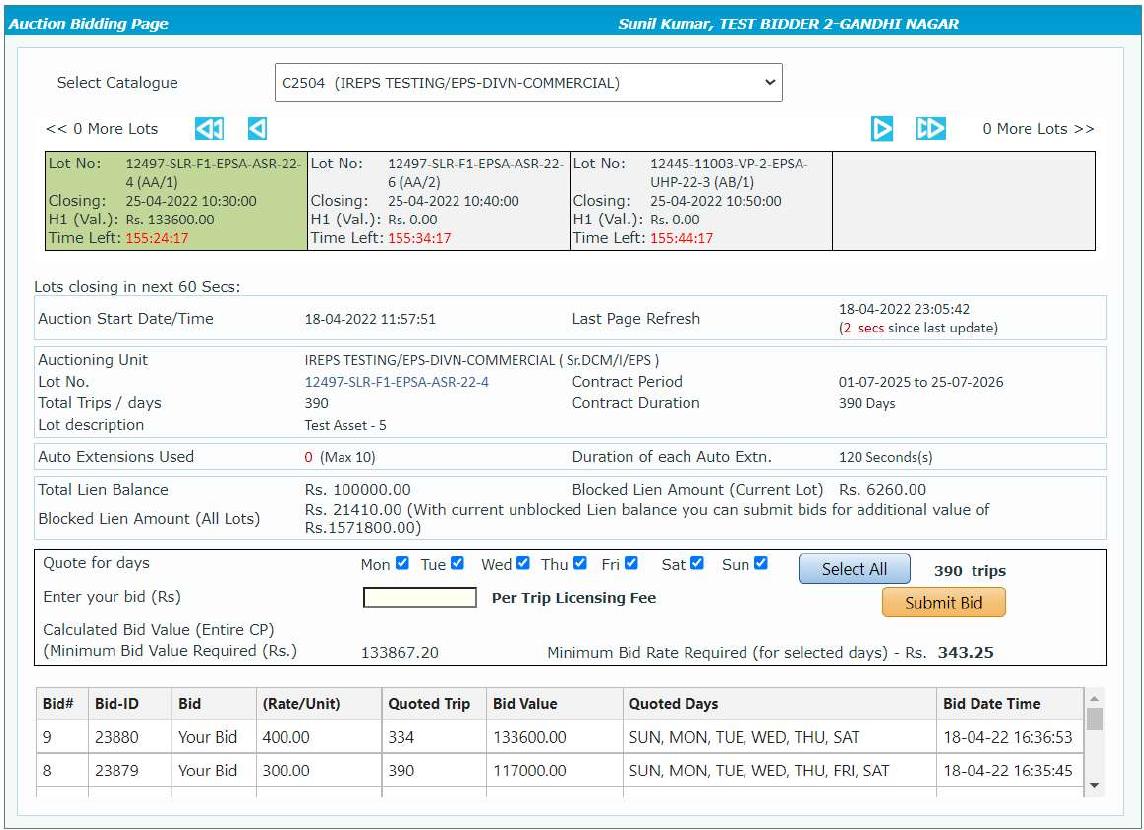 Auction Bidding Page Sunil Kumar, TEST BIDDER 2-GANDHI NAGAR
Select Catalogue C2504 (IREPS TESTING/EPS-DIVN-COMMERCIAL)
<< 0 More Lots 0 More Lots >>
Lot No: 12497-SLR-F1-EPSA-ASR-22-4 (AA/1)
Closing: 25-04-2022 10:30:00
H1 (Val.): Rs. 133600.00
Time Left: 155:24:17
Lot No: 12497-SLR-F1-EPSA-ASR-22-6 (AA/2)
Closing: 25-04-2022 10:40:00
H1 (Val.): Rs. 0.00
Time Left: 155:34:17
Lot No: 12445-11003-VP-2-EPSA-UHP-22-3 (AB/1)
Closing: 25-04-2022 10:50:00
H1 (Val.): Rs. 0.00
Time Left: 155:44:17
Lots closing in next 60 Secs:
Auction Start Date/Time 18-04-2022 11:57:51 Last Page Refresh 18-04-2022 23:05:42
(2 secs since last update)
Auctioning Unit IREPS TESTING/EPS-DIVN-COMMERCIAL ( Sr.DCM/I/EPS )
Lot No. 12497-SLR-F1-EPSA-ASR-22-4 Contract Period 01-07-2025 to 25-07-2026
Total Trips / days 390 Contract Duration 390 Days
Lot description Test Asset - 5
Auto Extensions Used 0 (Max 10) Duration of each Auto Extn. 120 Seconds(s)
Total Lien Balance Rs. 100000.00 Blocked Lien Amount (Current Lot) Rs. 6260.00
Blocked Lien Amount (All Lots) Rs. 21410.00 (With current unblocked Lien balance you can submit bids for additional value of
Rs.1571800.00)
Quote for days Mon Tue Wed Thu Fri Sat Sun Select All 390 trips
Enter your bid (Rs) Per Trip Licensing Fee Submit Bid
Calculated Bid Value (Entire CP)
(Minimum Bid Value Required (Rs.) 133867.20 Minimum Bid Rate Required (for selected days) - Rs. 343.25
Bid# Bid-ID Bid (Rate/Unit) Quoted Trip Bid Value Quoted Days Bid Date Time
9 23880 Your Bid 400.00 334 133600.00 SUN, MON, TUE, WED, THU, SAT 18-04-22 16:36:53
8 23879 Your Bid 300.00 390 117000.00 SUN, MON, TUE, WED, THU, FRI, SAT 18-04-22 16:35:45